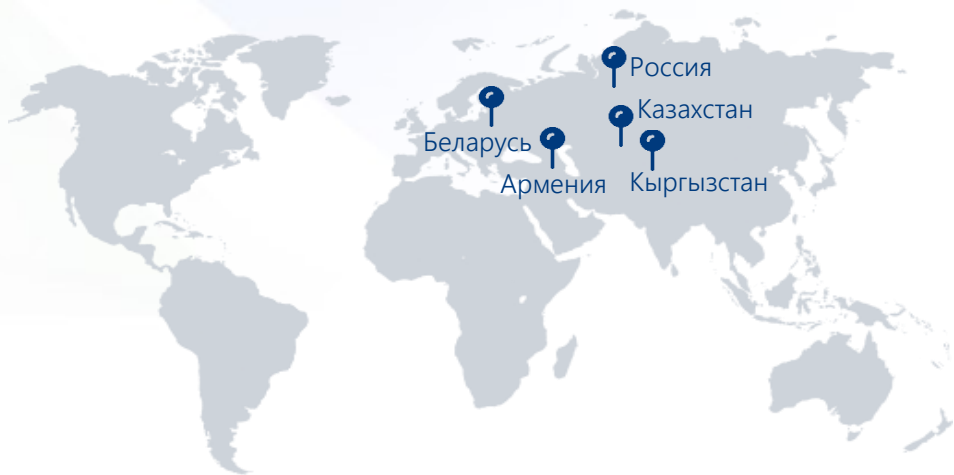 Россия
Казахстан
Беларусь
Армения
Кыргызстан